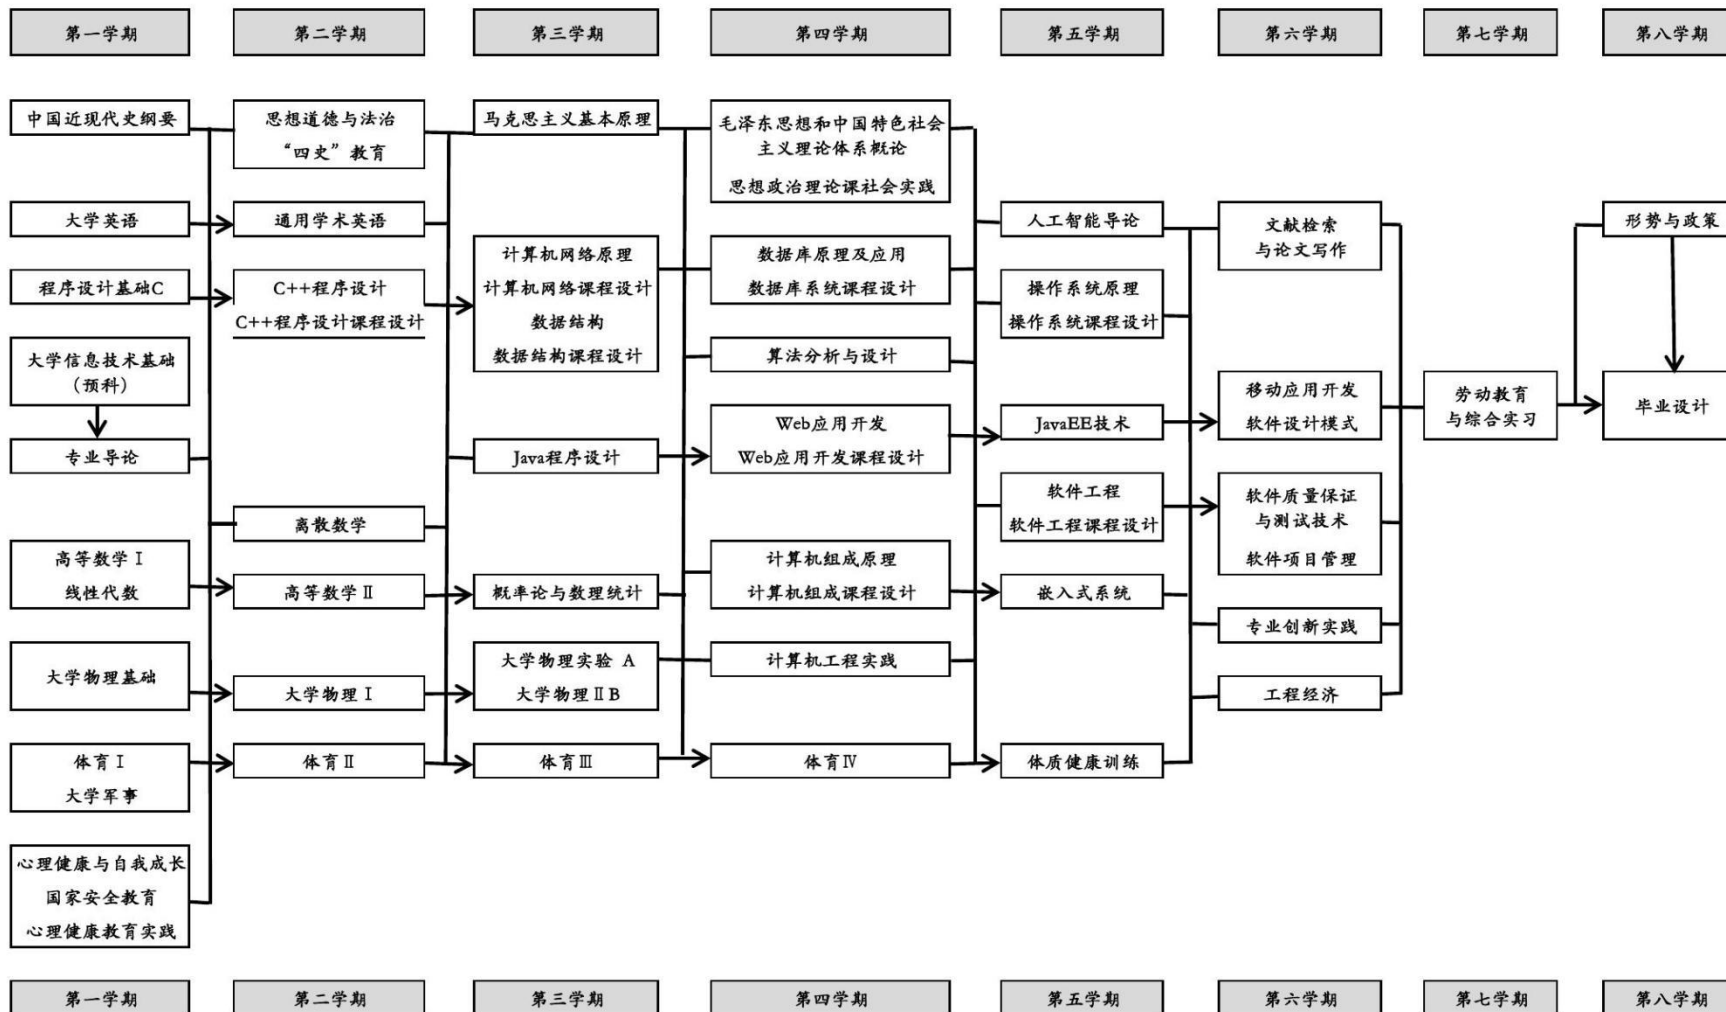 第一学期
第二学期
第三学期
第四学期
第五学期
第六学期
第七学期
第八学期
中国近现代史纲要
大学英语
程序设计基础C
大学信息技术基础
（预科）
专业导论
高等数学Ⅰ
线性代数
大学物理基础
体育Ⅰ
大学军事
心理健康与自我成长
国家安全教育
心理健康教育实践
思想道德与法治
“四史”教育
通用学术英语
C++程序设计
C++程序设计课程设计
离散数学
高等数学Ⅱ
大学物理Ⅰ
体育Ⅱ
马克思主义基本原理
计算机网络原理
计算机网络课程设计
数据结构
数据结构课程设计
Java程序设计
概率论与数理统计
大学物理实验 A
大学物理ⅡB
体育Ⅲ
毛泽东思想和中国特色社会
主义理论体系概论
思想政治理论课社会实践
数据库原理及应用
数据库系统课程设计
算法分析与设计
Web应用开发
Web应用开发课程设计
计算机组成原理
计算机组成课程设计
计算机工程实践
体育Ⅳ
人工智能导论
操作系统原理
操作系统课程设计
JavaEE技术
软件工程
软件工程课程设计
嵌入式系统
体质健康训练
文献检索
与论文写作
移动应用开发
软件设计模式
软件质量保证
与测试技术
软件项目管理
专业创新实践
工程经济
劳动教育
与综合实习
形势与政策
毕业设计
第一学期
第二学期
第三学期
第四学期
第五学期
第六学期
第七学期
第八学期